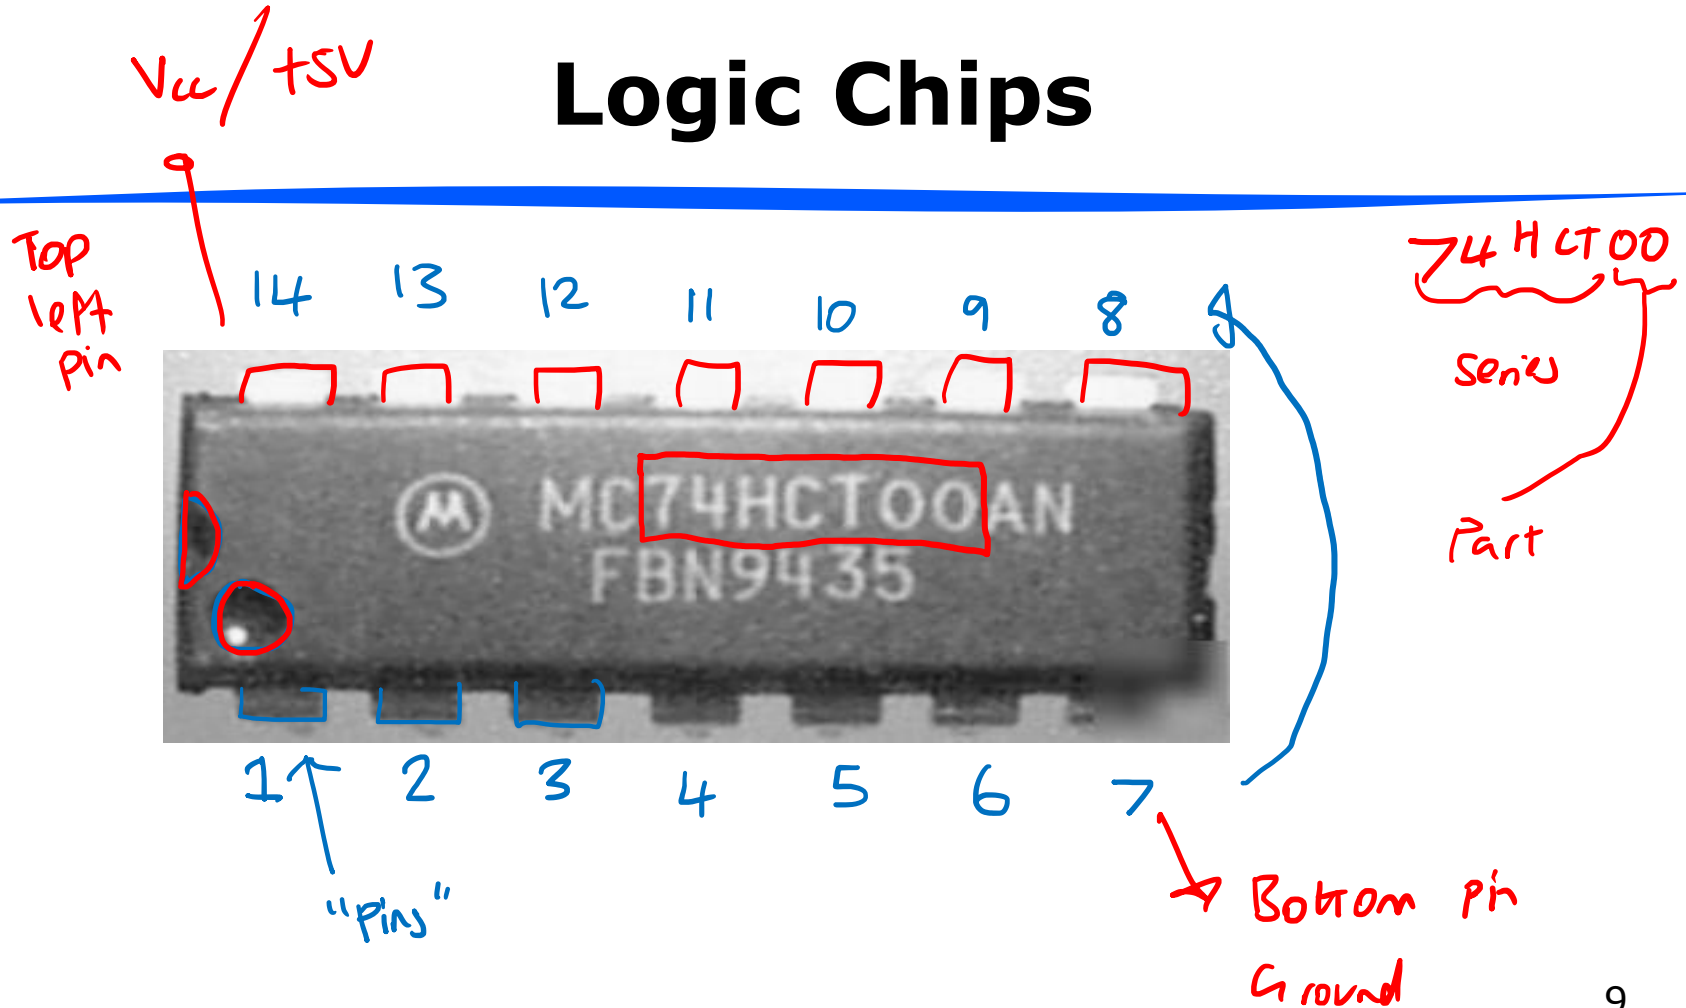 Vcc / +5V
Logic Chips
Top
left
pin
14 13 12 11 10 9 8
74HCT00
series
Part
M MC74HCT00AN
FBN9435
1 2 3 4 5 6 7
"pins"
Bottom pin
Ground
9